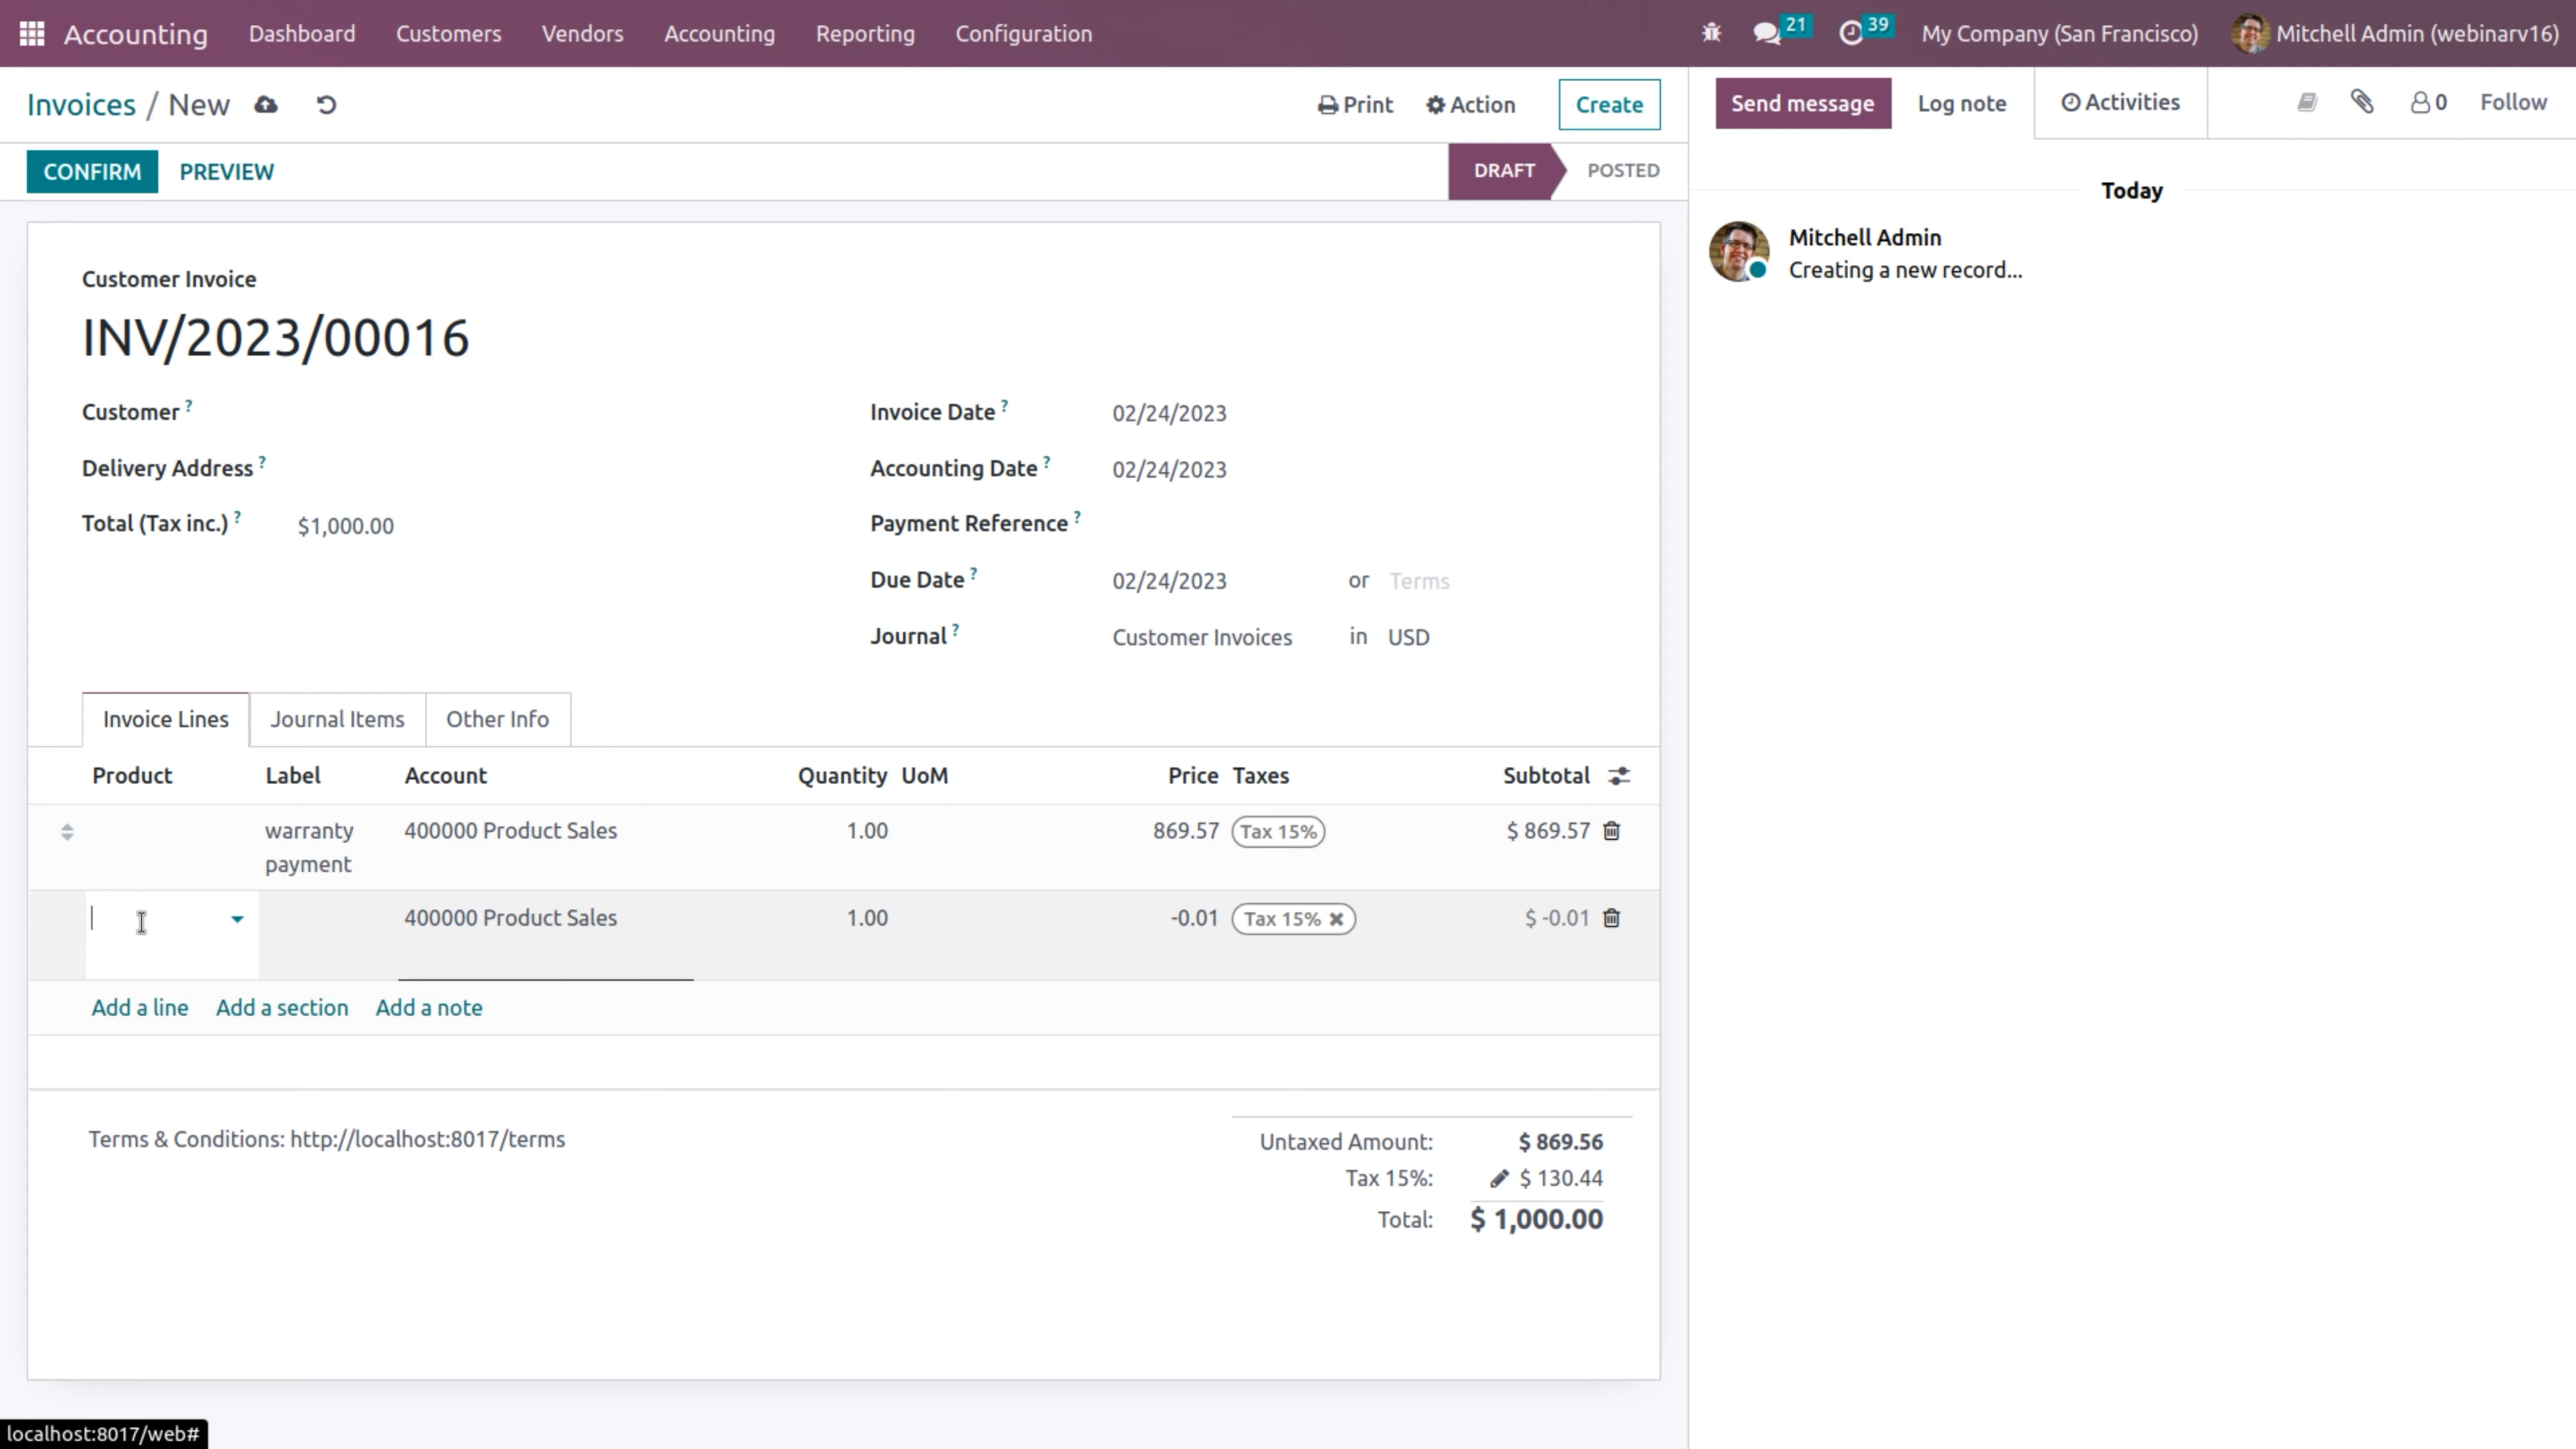 Accounting Dashboard Customers Vendors Accounting Reporting Configuration 21 39 My Company (San Francisco) Mitchell Admin (webinarv16)
Invoices / New Print Action Create
Send message Log note Activities 0 Follow
CONFIRM PREVIEW DRAFT POSTED
Today
Mitchell Admin
Creating a new record...
Customer Invoice
INV/2023/00016
Customer ? Invoice Date ? 02/24/2023
Delivery Address ? Accounting Date ? 02/24/2023
Total (Tax inc.) ? $1,000.00 Payment Reference ?
Due Date ? 02/24/2023 or Terms
Journal ? Customer Invoices in USD
Invoice Lines Journal Items Other Info
Product Label Account Quantity UoM Price Taxes Subtotal
warranty 400000 Product Sales 1.00 869.57 Tax 15% $ 869.57
payment
400000 Product Sales 1.00 -0.01 Tax 15% $ -0.01
Add a line Add a section Add a note
Terms & Conditions: http://localhost:8017/terms
Untaxed Amount: $ 869.56
Tax 15%: $ 130.44
Total: $ 1,000.00
localhost:8017/web#